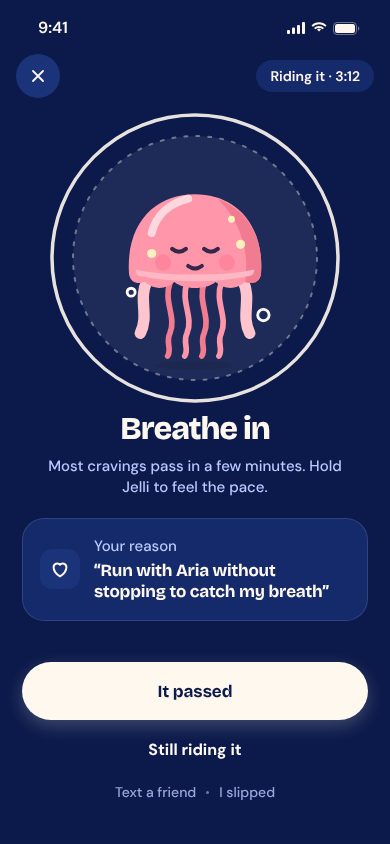 9:41
Riding it · 3:12
Breathe in
Most cravings pass in a few minutes. Hold
Jelli to feel the pace.
Your reason
“Run with Aria without
stopping to catch my breath”
It passed
Still riding it
Text a friend · I slipped